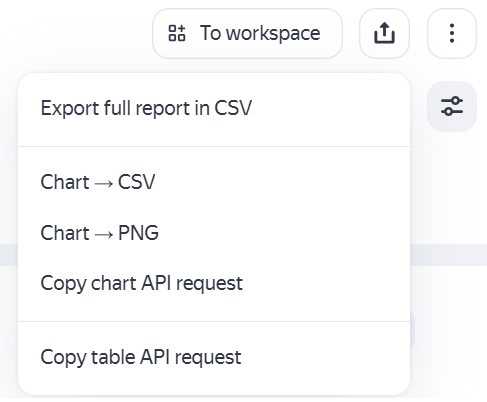 To workspace
Export full report in CSV
Chart → CSV
Chart → PNG
Copy chart API request
Copy table API request